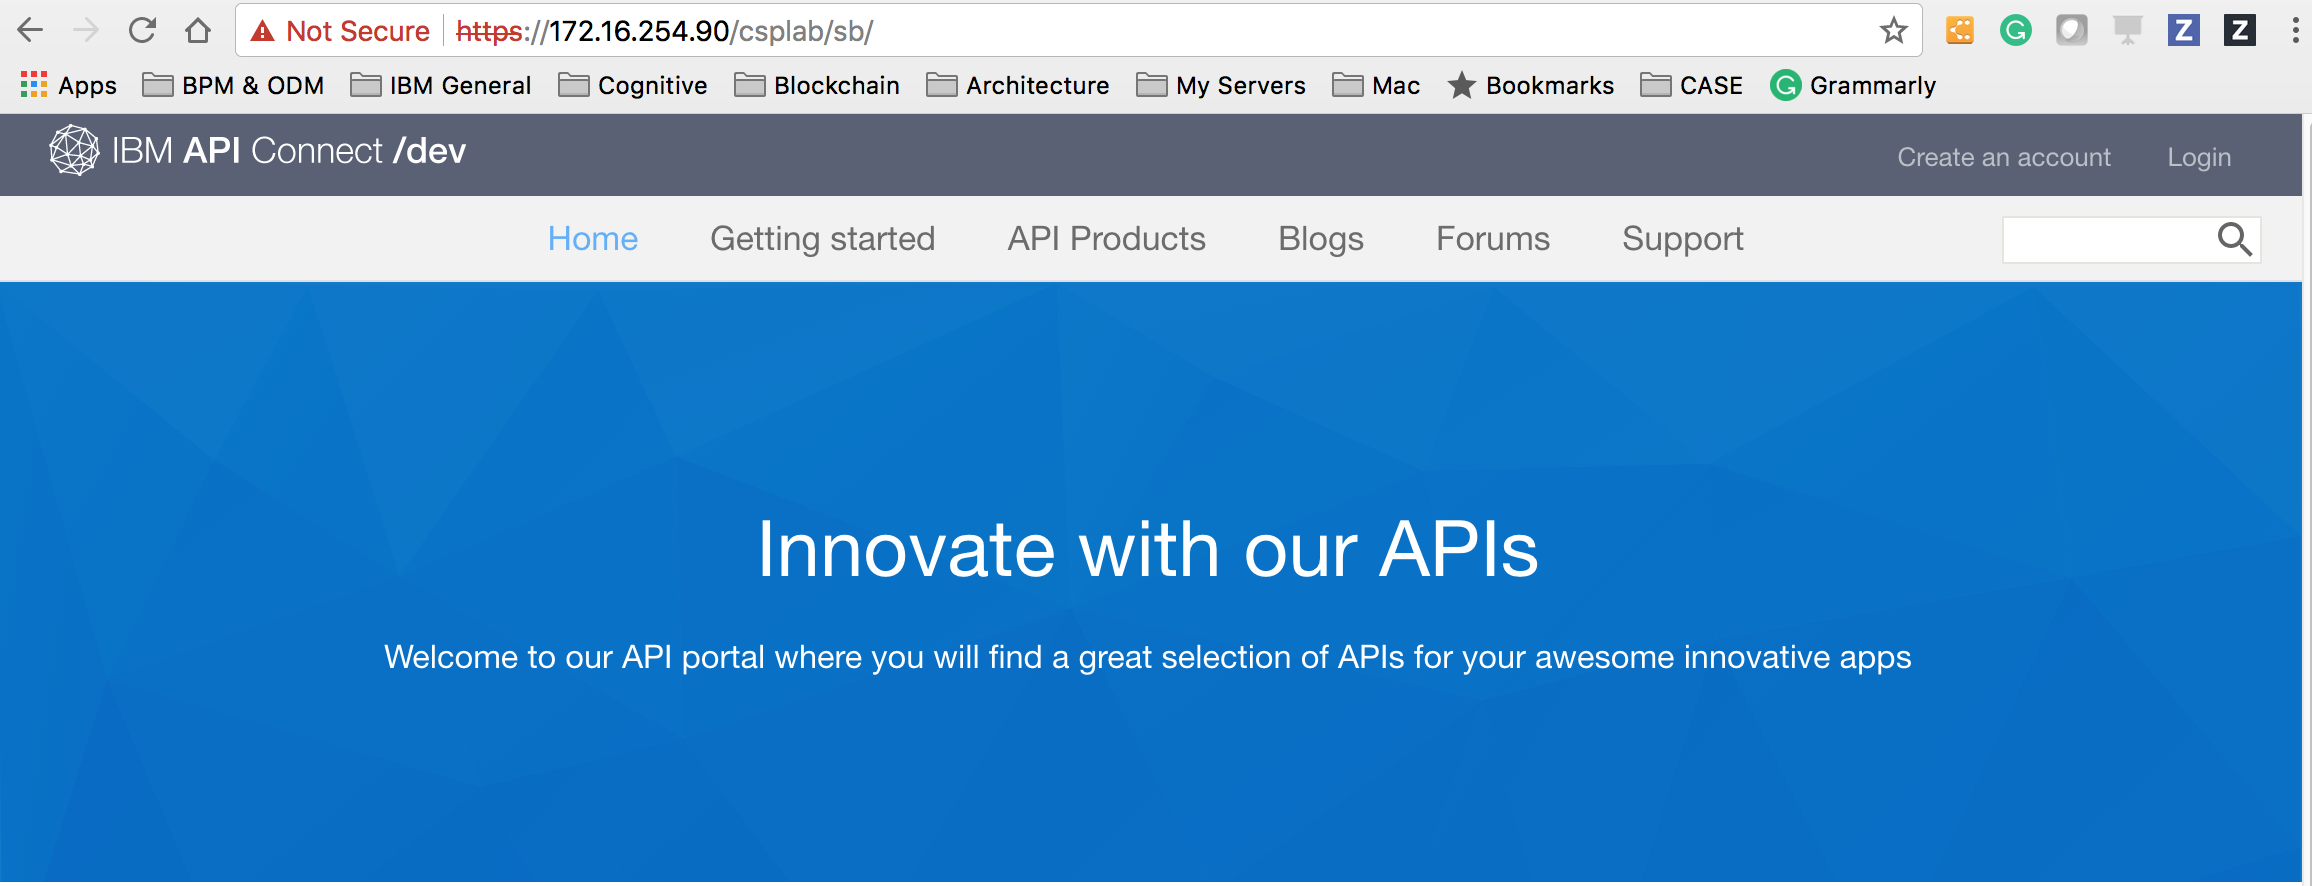 Not Secure https://172.16.254.90/csplab/sb/
Apps BPM & ODM IBM General Cognitive Blockchain Architecture My Servers Mac Bookmarks CASE Grammarly
IBM API Connect /dev Create an account Login
Home Getting started API Products Blogs Forums Support
Innovate with our APIs
Welcome to our API portal where you will find a great selection of APIs for your awesome innovative apps